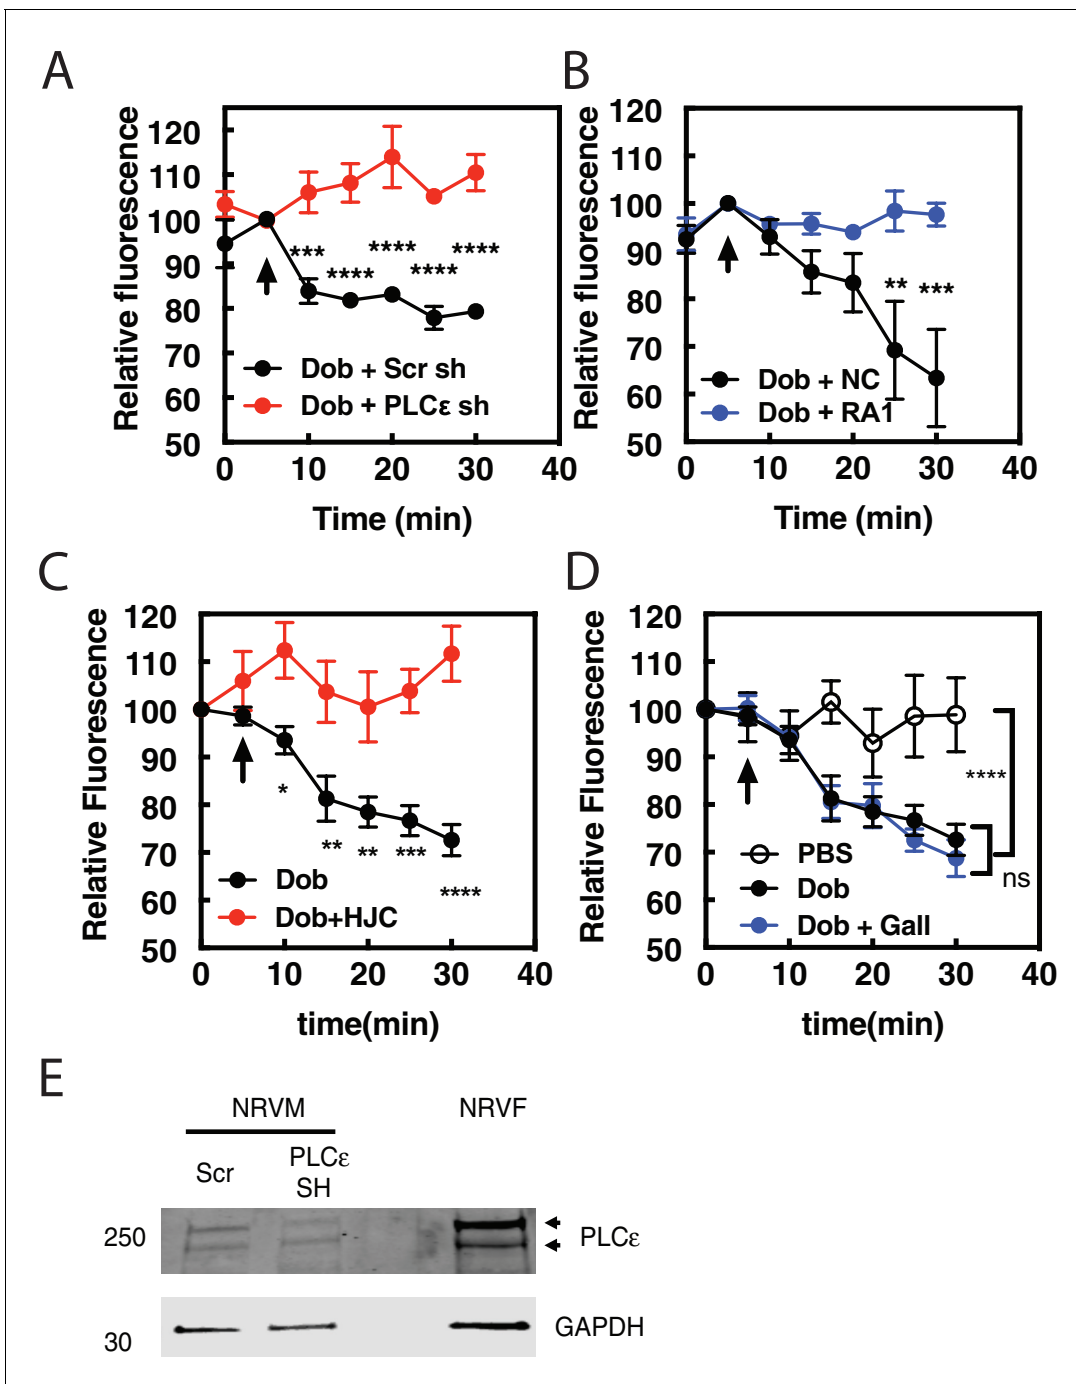 A
Relative fluorescence
120
110
100
90
80
70
60
50
***
****
****
****
****
Dob + Scr sh
Dob + PLCε sh
0
10
20
30
40
Time (min)
B
Relative fluorescence
120
110
100
90
80
70
60
50
**
***
Dob + NC
Dob + RA1
0
10
20
30
40
Time (min)
C
Relative Fluorescence
120
110
100
90
80
70
60
50
*
**
**
***
****
Dob
Dob+HJC
0
10
20
30
40
time(min)
D
Relative Fluorescence
120
110
100
90
80
70
60
50
****
ns
PBS
Dob
Dob + Gall
0
10
20
30
40
time(min)
E
NRVM
NRVF
Scr
PLCε
SH
250
PLCε
30
GAPDH